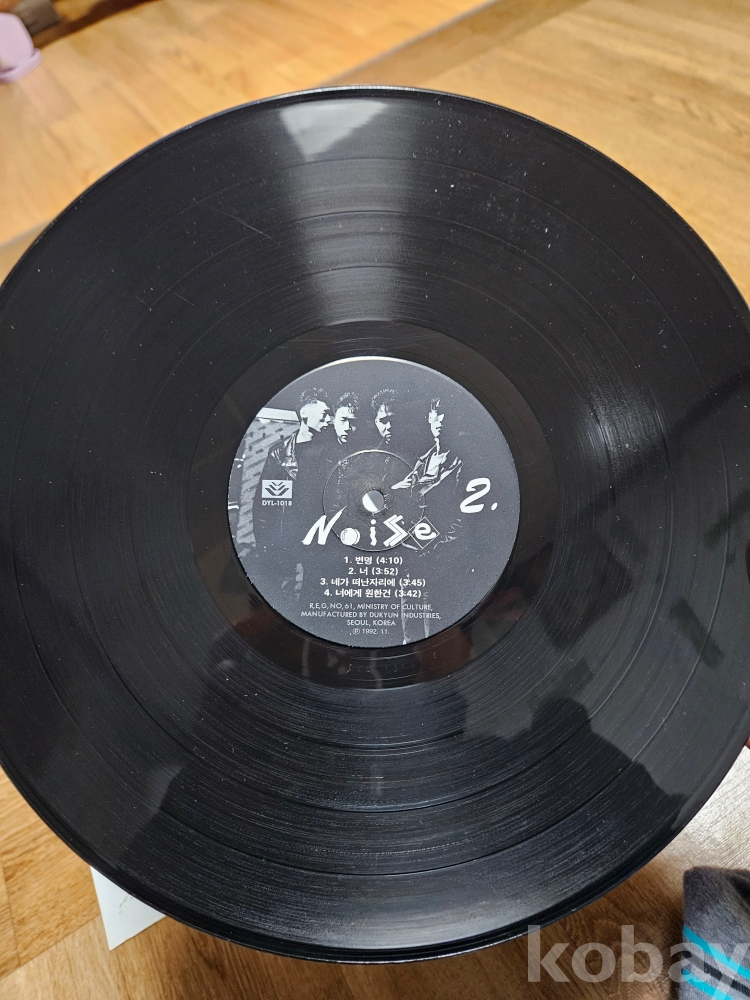 DYL-1018
2.
NoiSe
1. 변명 (4:10)
2. 너 (3:52)
3. 네가 떠난자리에 (3:45)
4. 너에게 원한건 (3:42)
R.E.G. NO. 61, MINISTRY OF CULTURE,
MANUFACTURED BY DUKYUN INDUSTRIES,
SEOUL, KOREA
℗ 1992. 11.
kobay